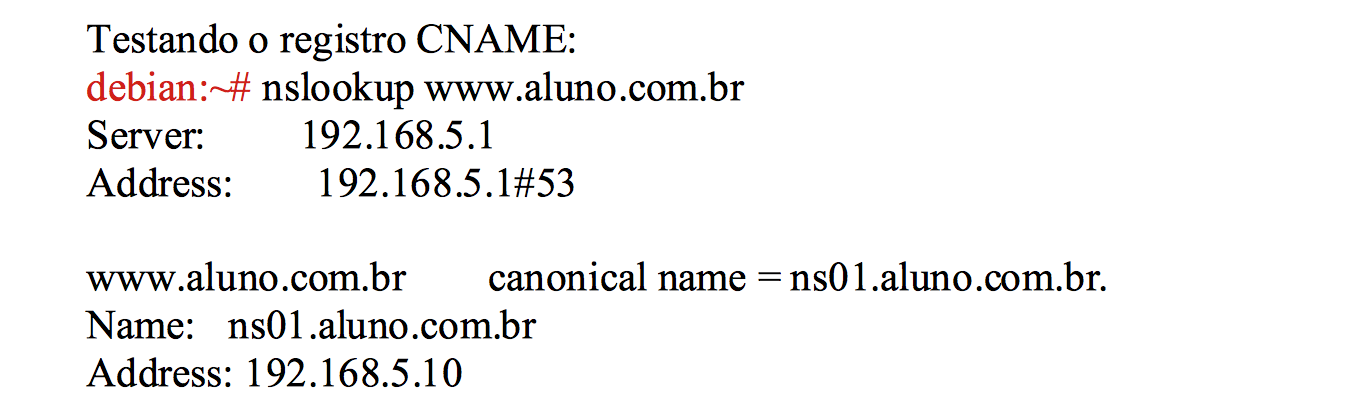 Testando o registro CNAME:
debian:~# nslookup www.aluno.com.br
Server: 192.168.5.1
Address: 192.168.5.1#53
www.aluno.com.br canonical name = ns01.aluno.com.br.
Name: ns01.aluno.com.br
Address: 192.168.5.10